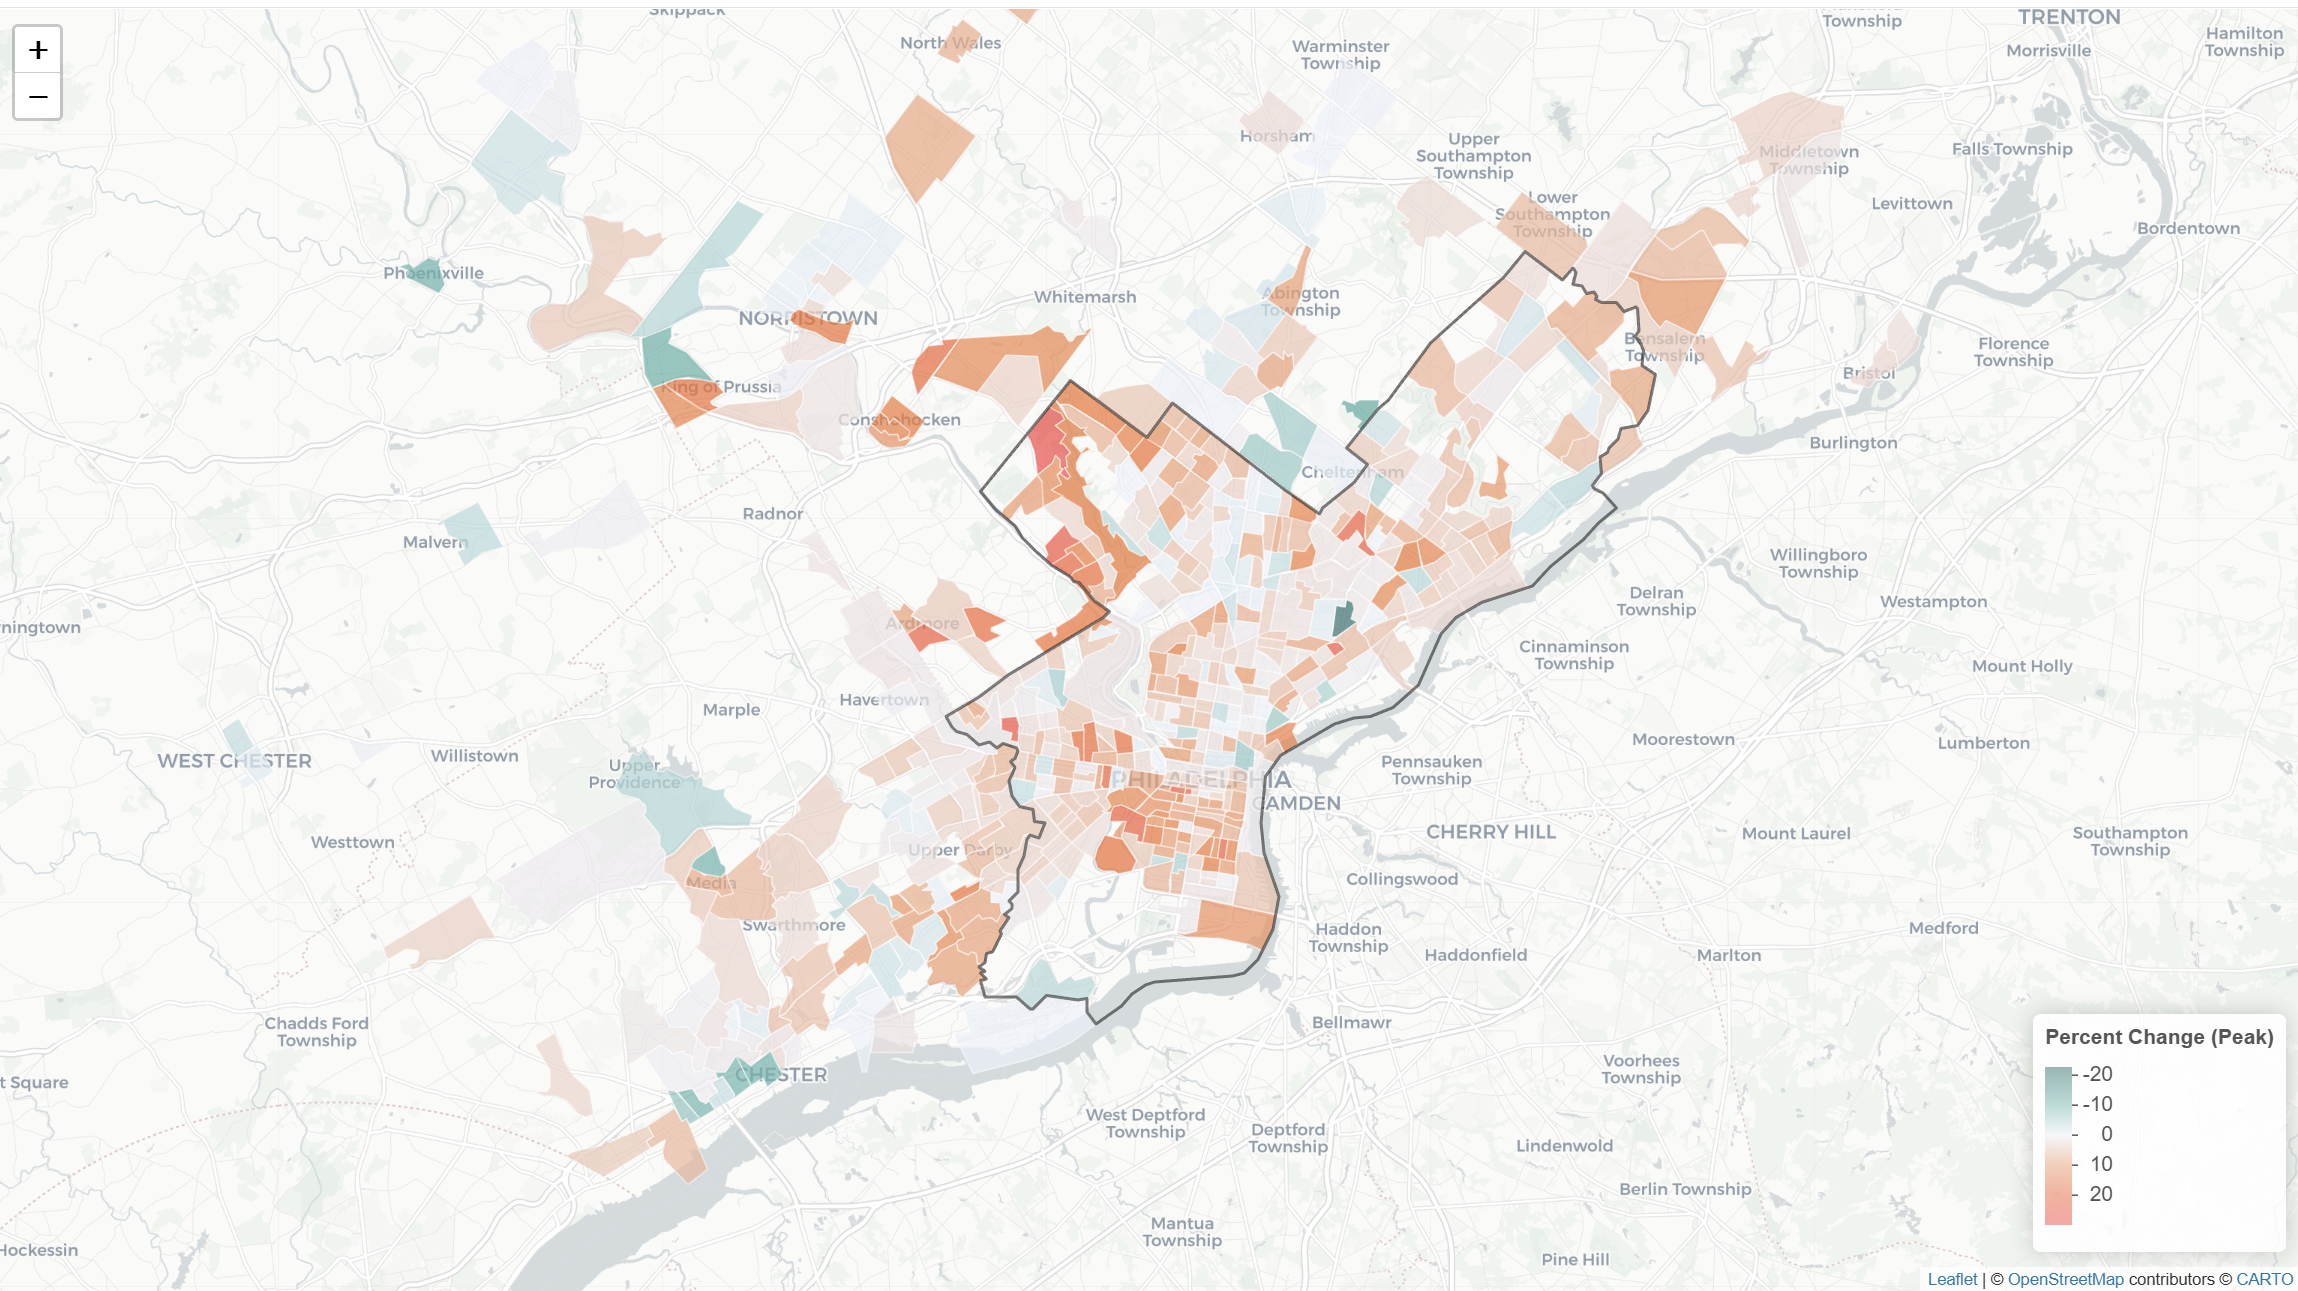 Skippack
Township
TRENTON
Hamilton
Township
North Wales
Warminster
Township
Morrisville
+
−
Horsham
Upper
Southampton
Township
Middletown
Township
Falls Township
Lower
Southampton
Township
Levittown
Bordentown
Phoenixville
Whitemarsh
Abington
Township
NORRISTOWN
Bensalem
Township
Florence
Township
King of Prussia
Bristol
Conshohocken
Burlington
Cheltenham
Radnor
Malvern
Willingboro
Township
Delran
Township
Westampton
Ardmore
ningtown
Cinnaminson
Township
Mount Holly
Havertown
Marple
Moorestown
Lumberton
WEST CHESTER
Willistown
Upper
Providence
Pennsauken
Township
PHILADELPHIA
CAMDEN
CHERRY HILL
Mount Laurel
Southampton
Township
Westtown
Upper Darby
Media
Collingswood
Swarthmore
Haddon
Township
Haddonfield
Marlton
Medford
Chadds Ford
Township
Bellmawr
Percent Change (Peak)
-20
-10
0
10
20
t Square
CHESTER
Voorhees
Township
West Deptford
Township
Deptford
Township
Lindenwold
Berlin Township
Mantua
Township
Hockessin
Pine Hill
Leaflet | © OpenStreetMap contributors © CARTO